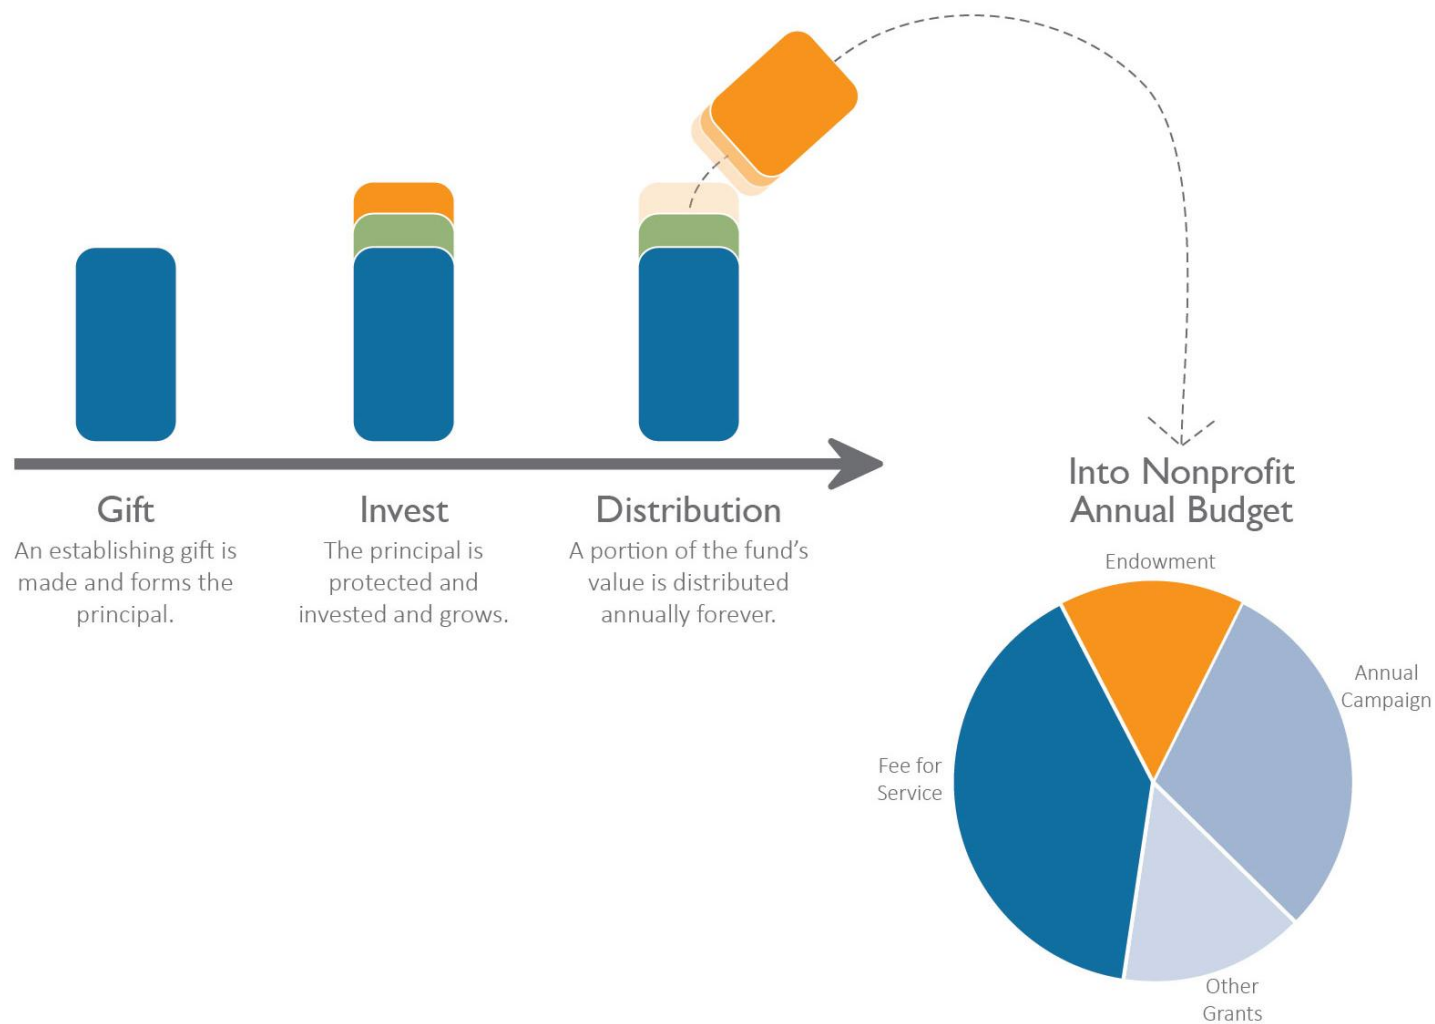 Gift
An establishing gift is
made and forms the
principal.
Invest
The principal is
protected and
invested and grows.
Distribution
A portion of the fund’s
value is distributed
annually forever.
Into Nonprofit
Annual Budget
Endowment
Annual
Campaign
Fee for
Service
Other
Grants